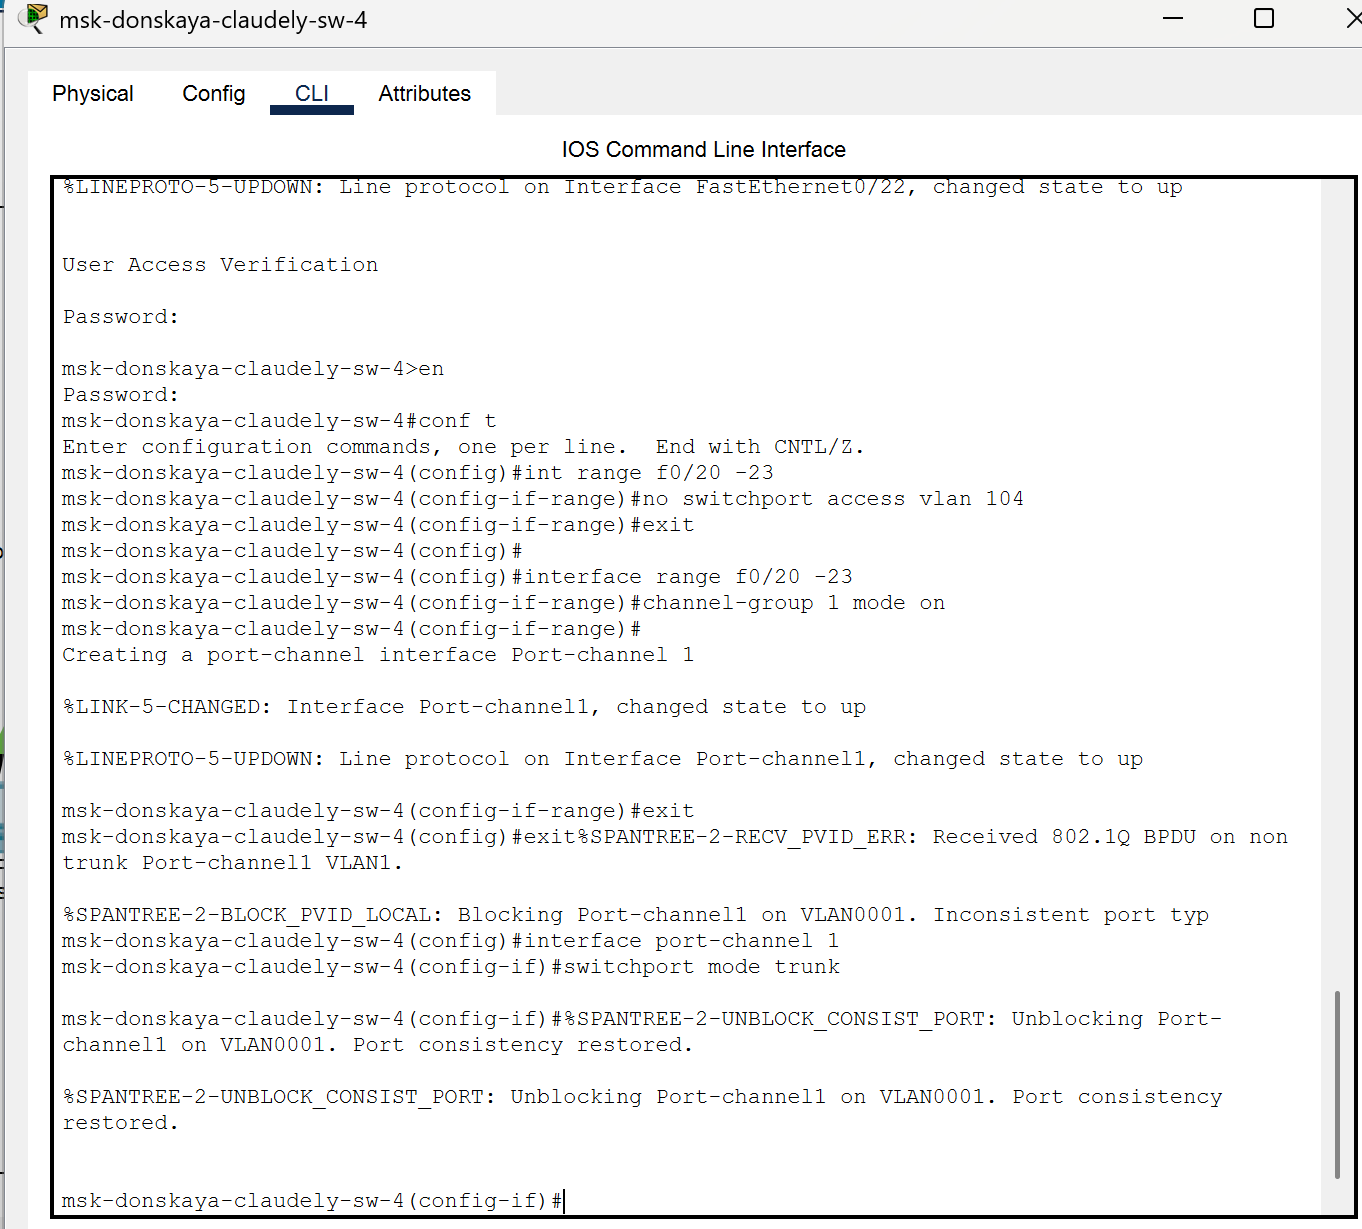 msk-donskaya-claudely-sw-4
Physical Config CLI Attributes
IOS Command Line Interface
%LINEPROTO-5-UPDOWN: Line protocol on Interface FastEthernet0/22, changed state to up
User Access Verification
Password:
msk-donskaya-claudely-sw-4>en
Password:
msk-donskaya-claudely-sw-4#conf t
Enter configuration commands, one per line.  End with CNTL/Z.
msk-donskaya-claudely-sw-4(config)#int range f0/20 -23
msk-donskaya-claudely-sw-4(config-if-range)#no switchport access vlan 104
msk-donskaya-claudely-sw-4(config-if-range)#exit
msk-donskaya-claudely-sw-4(config)#
msk-donskaya-claudely-sw-4(config)#interface range f0/20 -23
msk-donskaya-claudely-sw-4(config-if-range)#channel-group 1 mode on
msk-donskaya-claudely-sw-4(config-if-range)#
Creating a port-channel interface Port-channel 1
%LINK-5-CHANGED: Interface Port-channel1, changed state to up
%LINEPROTO-5-UPDOWN: Line protocol on Interface Port-channel1, changed state to up
msk-donskaya-claudely-sw-4(config-if-range)#exit
msk-donskaya-claudely-sw-4(config)#exit%SPANTREE-2-RECV_PVID_ERR: Received 802.1Q BPDU on non
trunk Port-channel1 VLAN1.
%SPANTREE-2-BLOCK_PVID_LOCAL: Blocking Port-channel1 on VLAN0001. Inconsistent port typ
msk-donskaya-claudely-sw-4(config)#interface port-channel 1
msk-donskaya-claudely-sw-4(config-if)#switchport mode trunk
msk-donskaya-claudely-sw-4(config-if)#%SPANTREE-2-UNBLOCK_CONSIST_PORT: Unblocking Port-
channel1 on VLAN0001. Port consistency restored.
%SPANTREE-2-UNBLOCK_CONSIST_PORT: Unblocking Port-channel1 on VLAN0001. Port consistency
restored.
msk-donskaya-claudely-sw-4(config-if)#